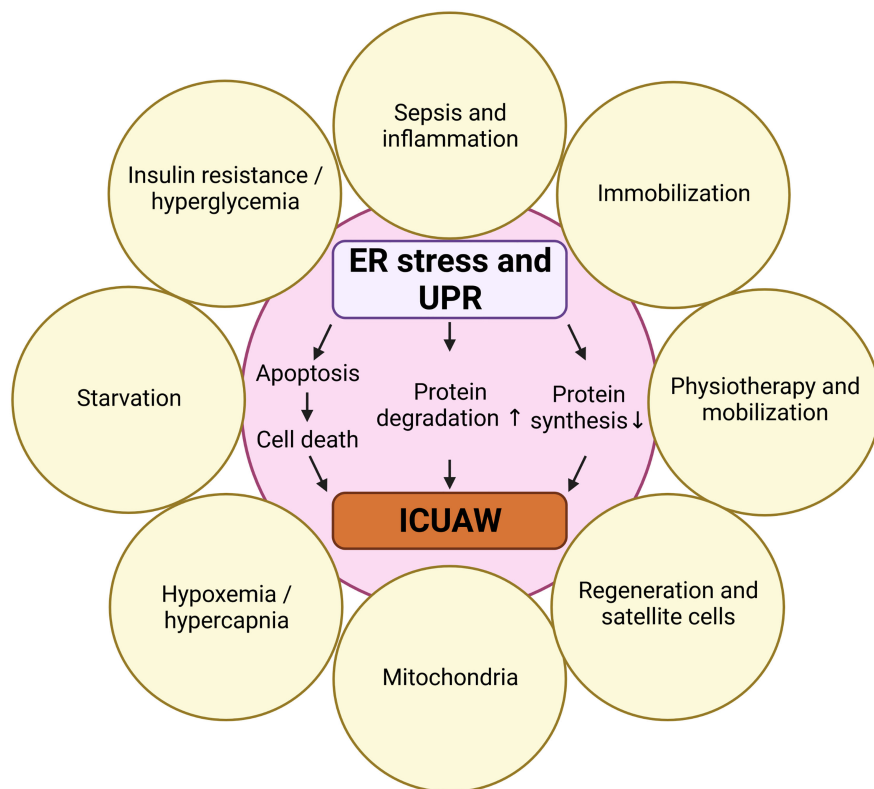 Sepsis and
inflammation
Insulin resistance /
hyperglycemia
Immobilization
ER stress and
UPR
Starvation
Apoptosis
Cell death
Protein
degradation ↑
Protein
synthesis↓
Physiotherapy and
mobilization
ICUAW
Hypoxemia /
hypercapnia
Regeneration and
satellite cells
Mitochondria